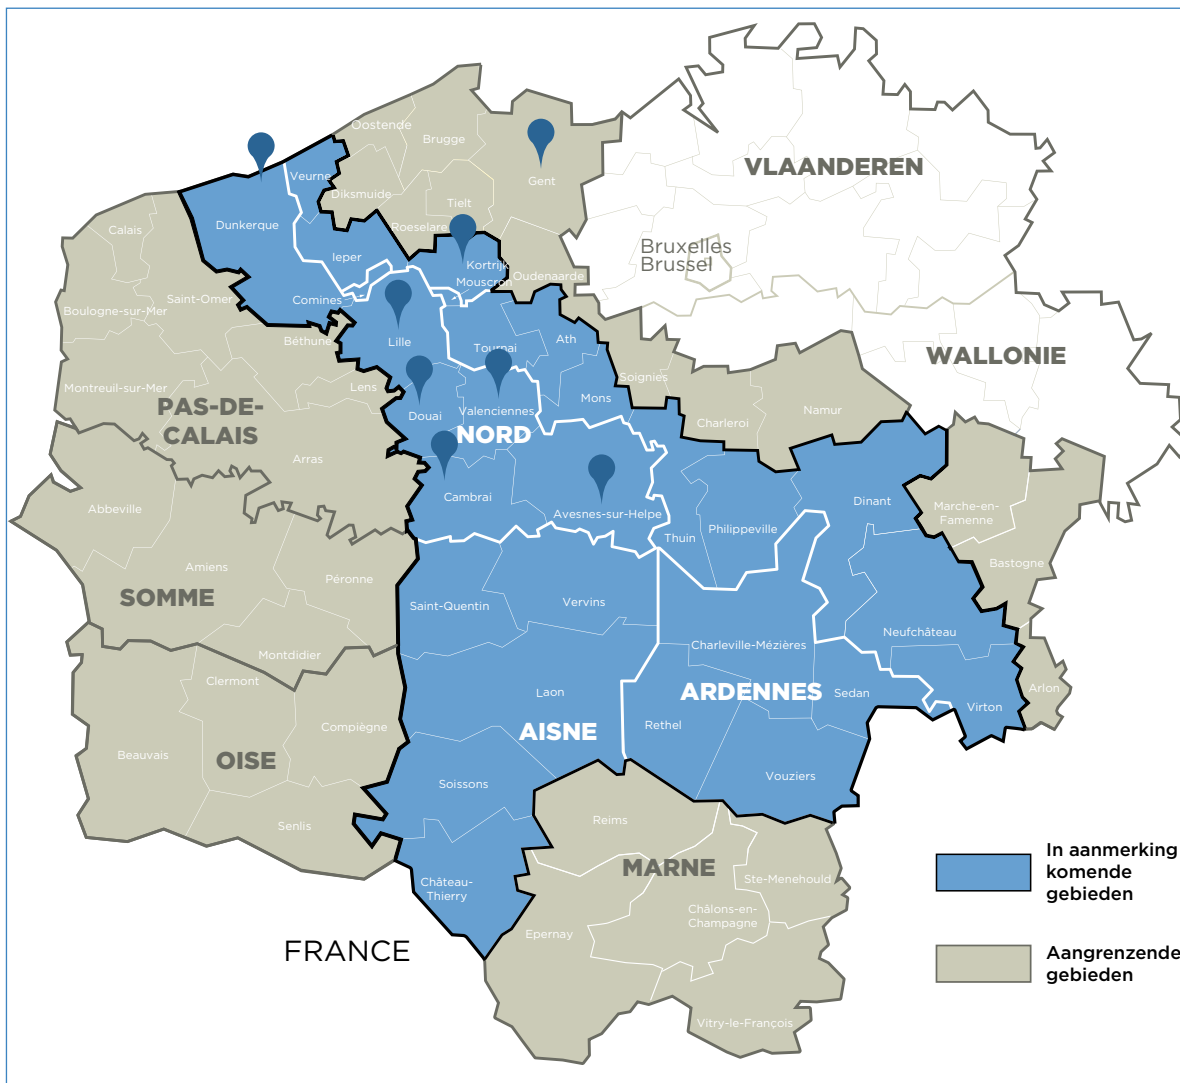 Oostende
Brugge
Gent
VLAANDEREN
Veurne
Diksmuide
Tielt
Dunkerque
Roeselare
Calais
Ieper
Kortrijk
Bruxelles
Brussel
Mouscron
Oudenaarde
Saint-Omer
Comines
Boulogne-sur-Mer
Béthune
Lille
Tournai
Ath
WALLONIE
Soignies
Montreuil-sur-Mer
Lens
Mons
PAS-DE-
CALAIS
Douai
Valenciennes
Namur
Charleroi
NORD
Arras
Cambrai
Dinant
Abbeville
Avesnes-sur-Helpe
Philippeville
Marche-en-
Famenne
Thuin
Amiens
Péronne
Bastogne
SOMME
Saint-Quentin
Vervins
Neufchâteau
Montdidier
Charleville-Mézières
Clermont
Laon
ARDENNES
Sedan
Arlon
Virton
Compiègne
AISNE
Rethel
Beauvais
OISE
Soissons
Vouziers
Senlis
Reims
MARNE
Château-
Thierry
Ste-Menehould
Châlons-en-
Champagne
Epernay
FRANCE
Vitry-le-François
In aanmerking
komende
gebieden
Aangrenzende
gebieden